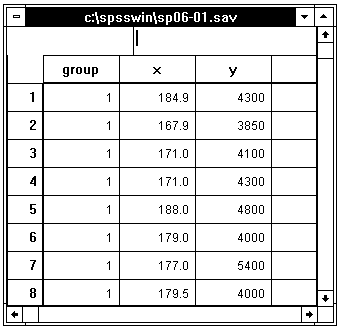 c:\spsswin\sp06-01.sav
group x y
1 1 184.9 4300
2 1 167.9 3850
3 1 171.0 4100
4 1 171.0 4300
5 1 188.0 4800
6 1 179.0 4000
7 1 177.0 5400
8 1 179.5 4000